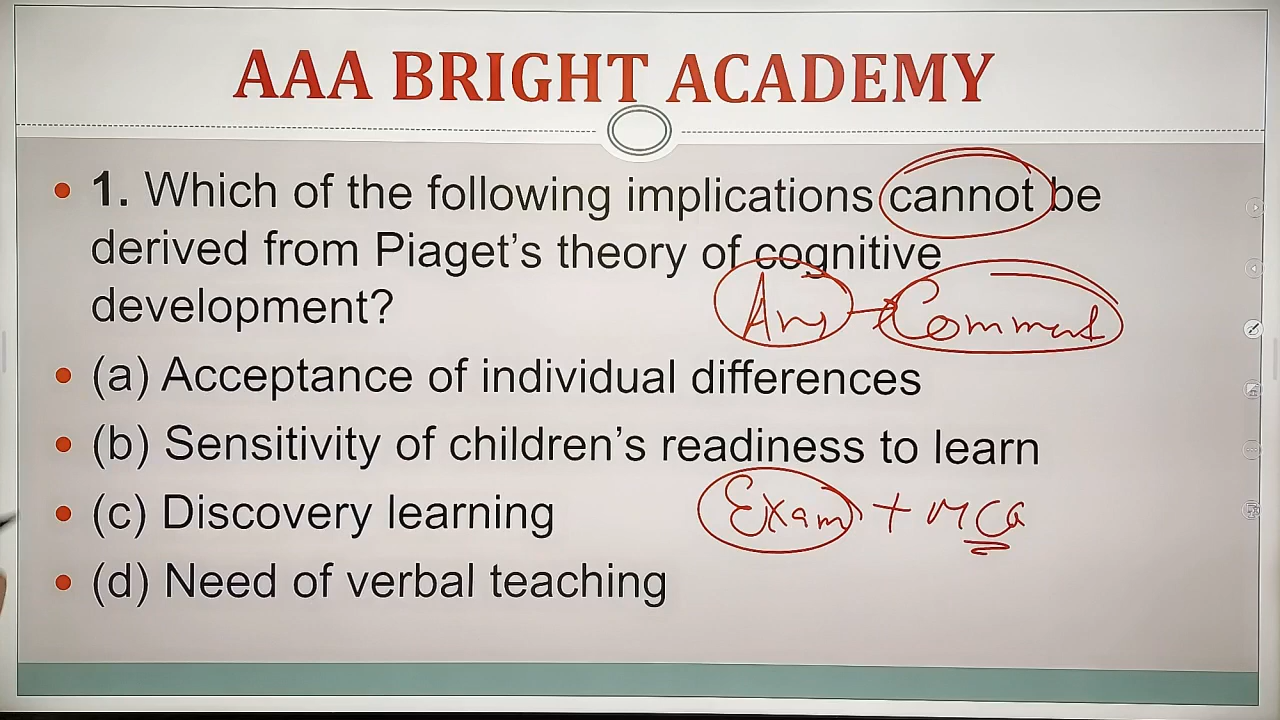 AAA BRIGHT ACADEMY
1. Which of the following implications cannot be
derived from Piaget’s theory of cognitive
development?
Ans → Comment
(a) Acceptance of individual differences
(b) Sensitivity of children’s readiness to learn
(c) Discovery learning
Exam + MCQ
(d) Need of verbal teaching